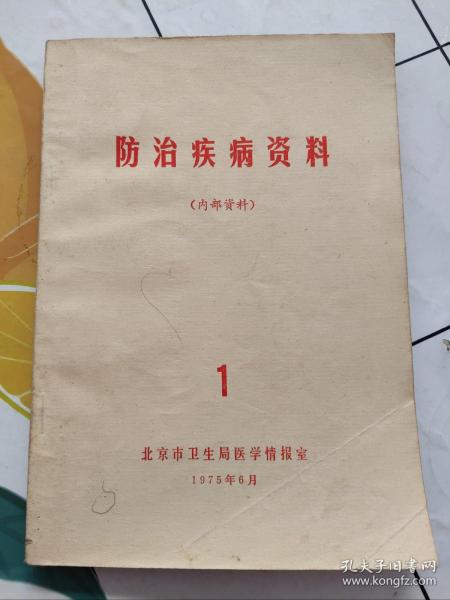 防治疾病资料
（内部资料）
1
北京市卫生局医学情报室
1975年6月
孔夫子旧书网
www.kongfz.com